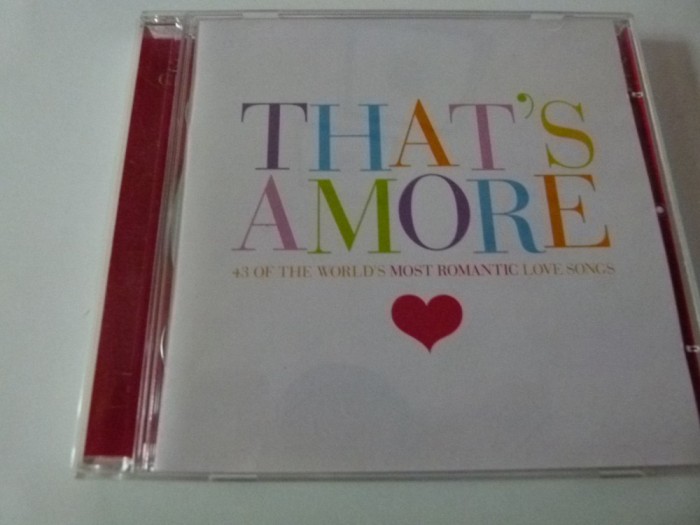 THAT'S
AMORE
43 OF THE WORLD'S MOST ROMANTIC LOVE SONGS